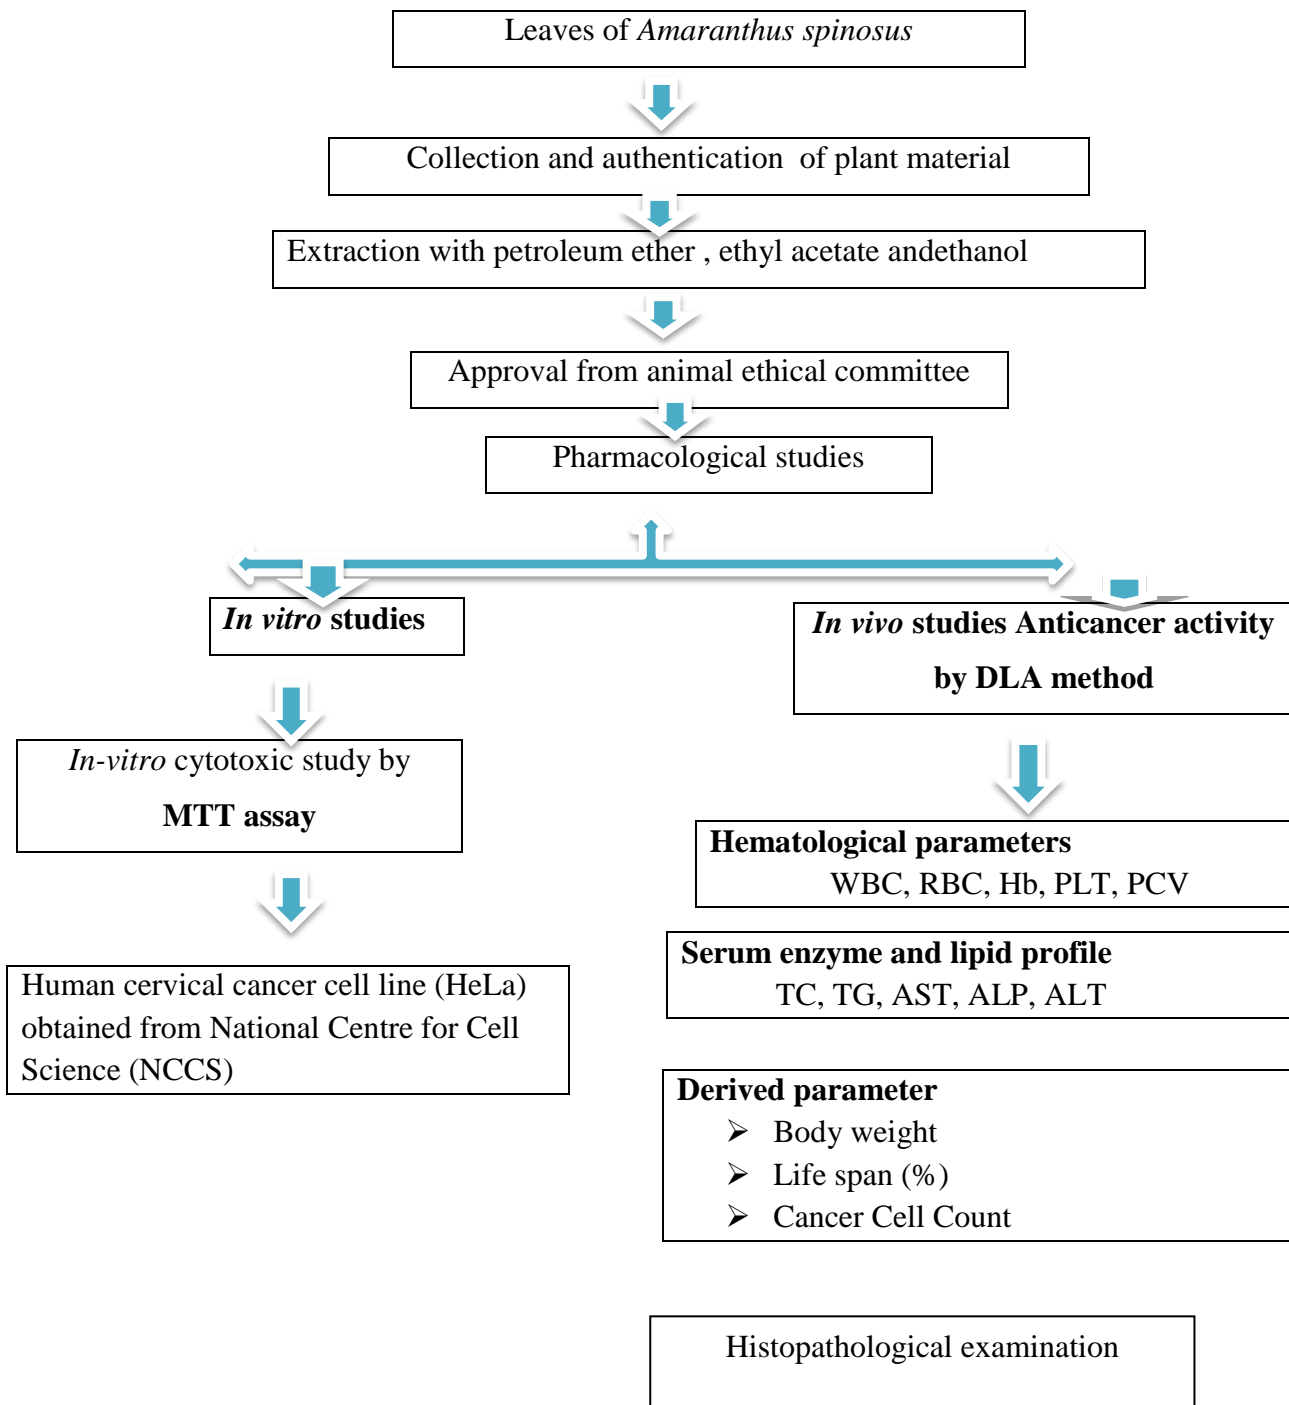 Leaves of Amaranthus spinosus
Collection and authentication  of plant material
Extraction with petroleum ether , ethyl acetate andethanol
Approval from animal ethical committee
Pharmacological studies
In vitro studies
In-vitro cytotoxic study by
MTT assay
Human cervical cancer cell line (HeLa)
obtained from National Centre for Cell
Science (NCCS)
In vivo studies Anticancer activity
by DLA method
Hematological parameters
WBC, RBC, Hb, PLT, PCV
Serum enzyme and lipid profile
TC, TG, AST, ALP, ALT
Derived parameter
➢ Body weight
➢ Life span (%)
➢ Cancer Cell Count
Histopathological examination